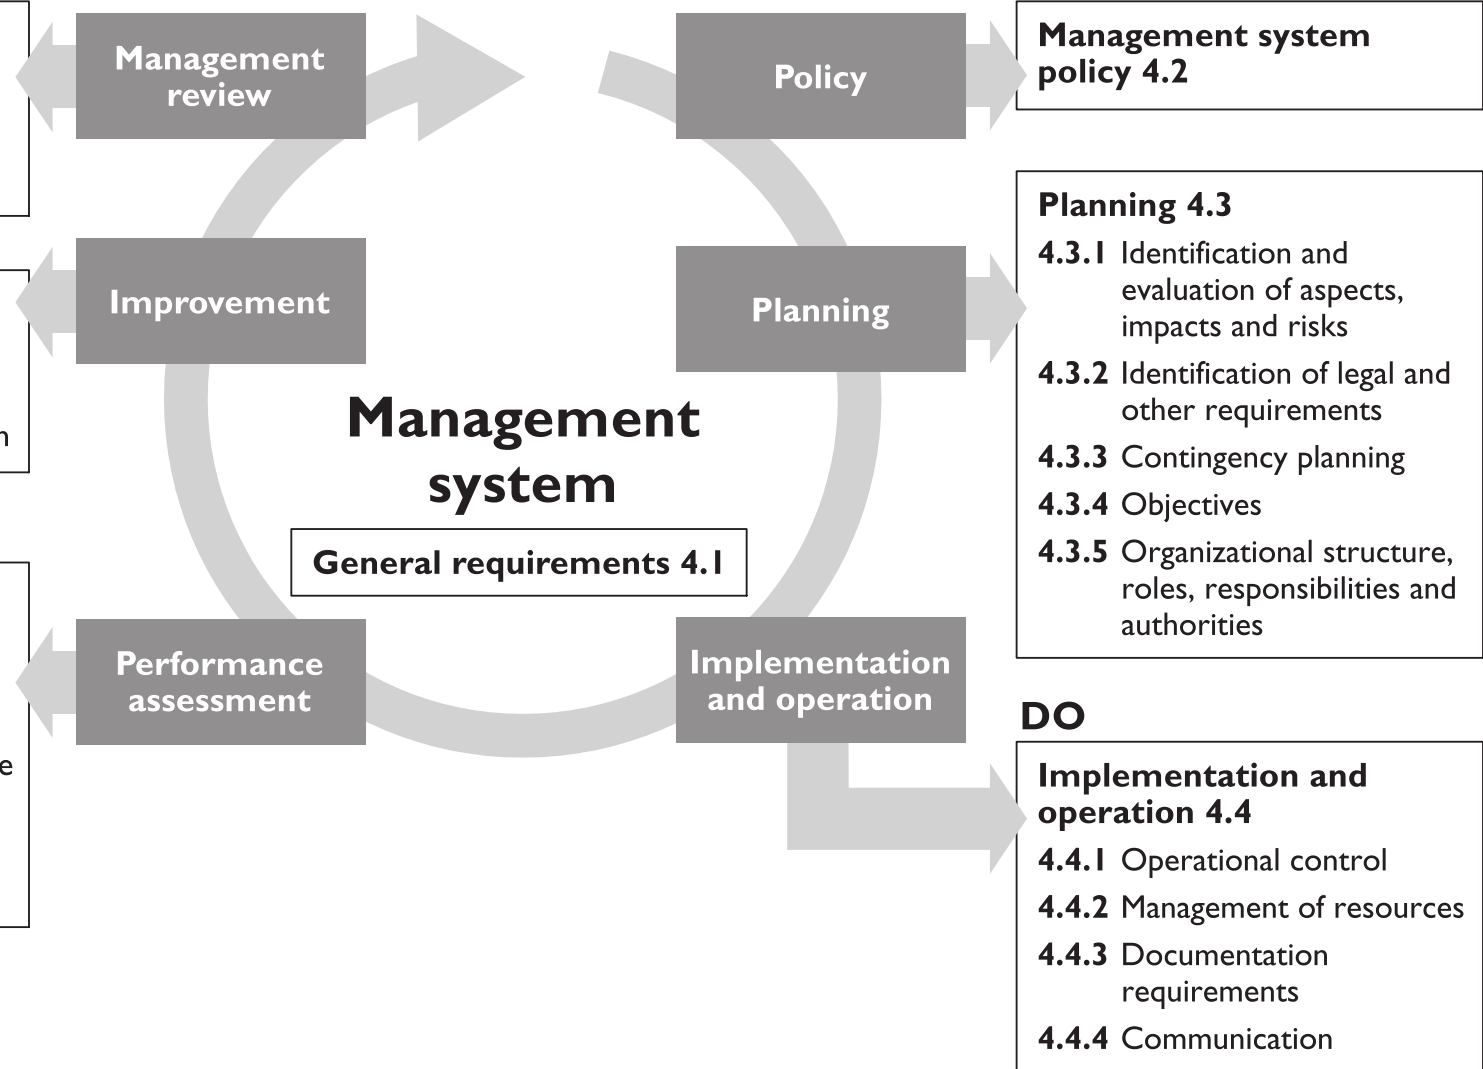 Management
review
Policy
Management system
policy 4.2
Improvement
Planning
Planning 4.3
4.3.1 Identification and
evaluation of aspects,
impacts and risks
4.3.2 Identification of legal and
other requirements
4.3.3 Contingency planning
4.3.4 Objectives
4.3.5 Organizational structure,
roles, responsibilities and
authorities
Management
system
General requirements 4.1
Performance
assessment
Implementation
and operation
DO
Implementation and
operation 4.4
4.4.1 Operational control
4.4.2 Management of resources
4.4.3 Documentation
requirements
4.4.4 Communication